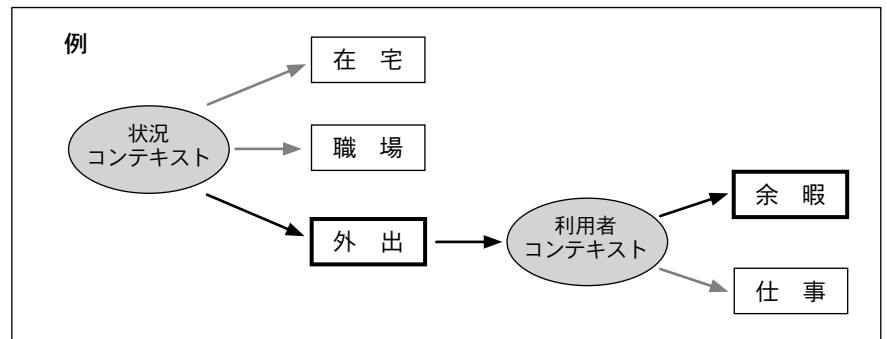 例
在　宅
状況
コンテキスト
職　場
外　出
利用者
コンテキスト
余　暇
仕　事